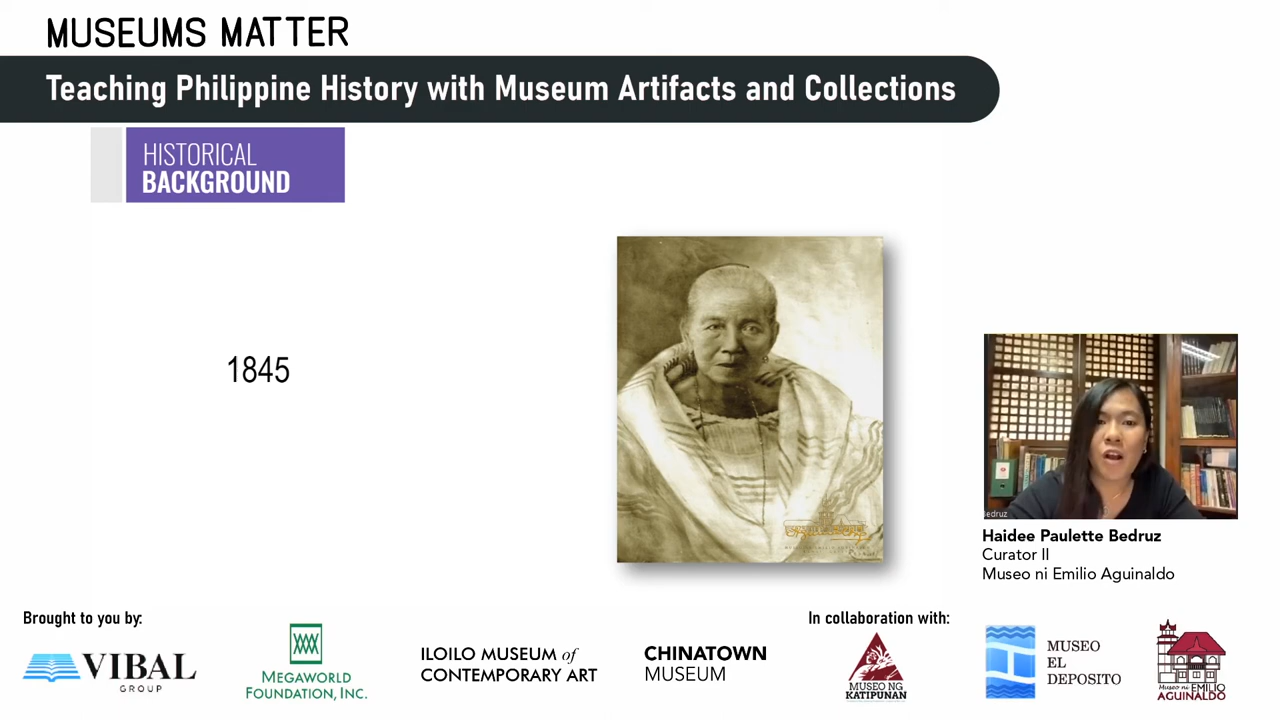 MUSEUMS MATTER
Teaching Philippine History with Museum Artifacts and Collections
HISTORICAL
BACKGROUND
1845
Bedruz
Haidee Paulette Bedruz
Curator II
Museo ni Emilio Aguinaldo
Brought to you by:
In collaboration with:
VIBAL
GROUP
MEGAWORLD
FOUNDATION, INC.
ILOILO MUSEUM of
CONTEMPORARY ART
CHINATOWN
MUSEUM
MUSEO NG
KATIPUNAN
MUSEO
EL
DEPOSITO
Museo ni EMILIO
AGUINALDO